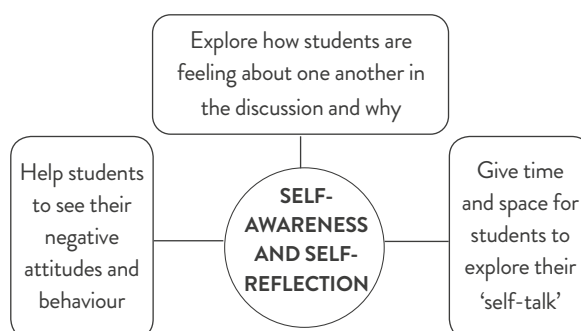 Explore how students are
feeling about one another in
the discussion and why
Help students
to see their
negative
attitudes and
behaviour
SELF-
AWARENESS
AND SELF-
REFLECTION
Give time
and space for
students to
explore their
‘self-talk’